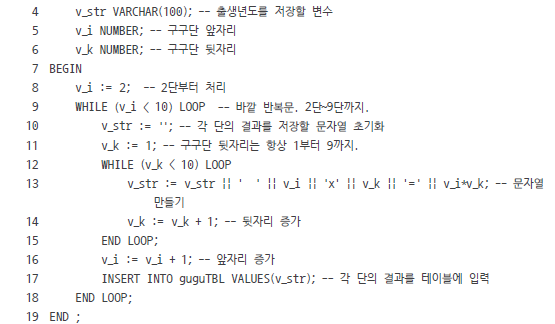 4 v_str VARCHAR(100); -- 출생년도를 저장할 변수
5 v_i NUMBER; -- 구구단 앞자리
6 v_k NUMBER; -- 구구단 뒷자리
7 BEGIN
8 v_i := 2;  -- 2단부터 처리
9 WHILE (v_i < 10) LOOP  -- 바깥 반복문. 2단~9단까지.
10 v_str := ''; -- 각 단의 결과를 저장할 문자열 초기화
11 v_k := 1; -- 구구단 뒷자리는 항상 1부터 9까지.
12 WHILE (v_k < 10) LOOP
13 v_str := v_str || '  ' || v_i || 'x' || v_k || '=' || v_i*v_k; -- 문자열
만들기
14 v_k := v_k + 1; -- 뒷자리 증가
15 END LOOP;
16 v_i := v_i + 1; -- 앞자리 증가
17 INSERT INTO guguTBL VALUES(v_str); -- 각 단의 결과를 테이블에 입력
18 END LOOP;
19 END ;